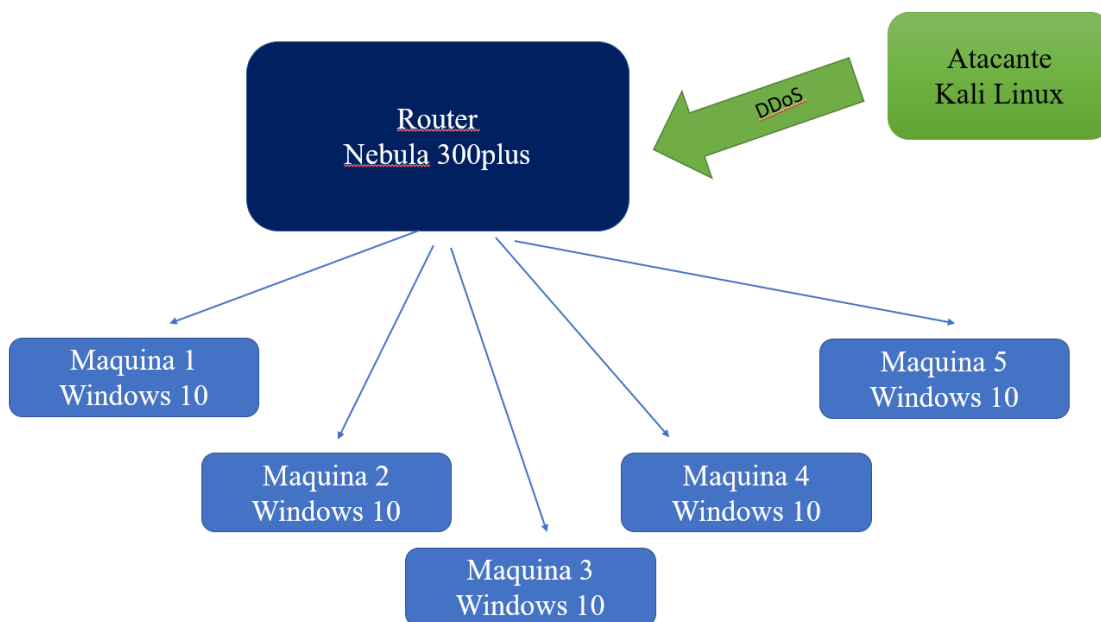 Atacante
Kali Linux
DDoS
Router
Nebula 300plus
Maquina 1
Windows 10
Maquina 5
Windows 10
Maquina 2
Windows 10
Maquina 4
Windows 10
Maquina 3
Windows 10